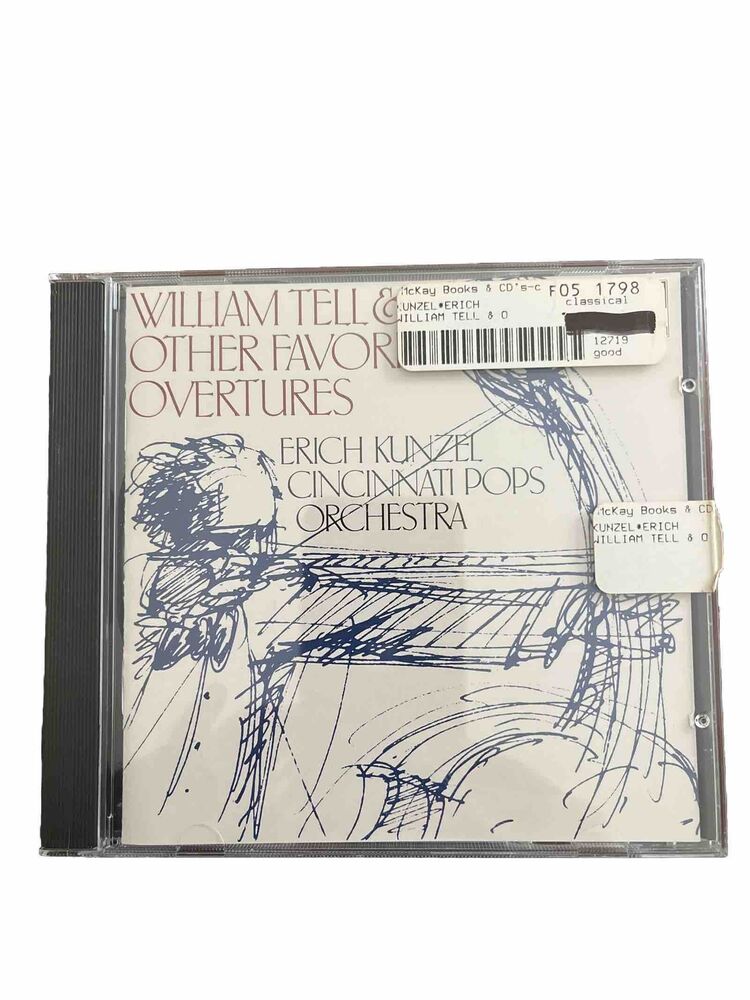 WILLIAM TELL &
OTHER FAVORI
OVERTURES
McKay Books & CD's-c F05 1798
KUNZEL*ERICH classical
WILLIAM TELL & O
12719
good
ERICH KUNZEL
CINCINNATI POPS
ORCHESTRA
McKay Books & CD
KUNZEL*ERICH
WILLIAM TELL & O